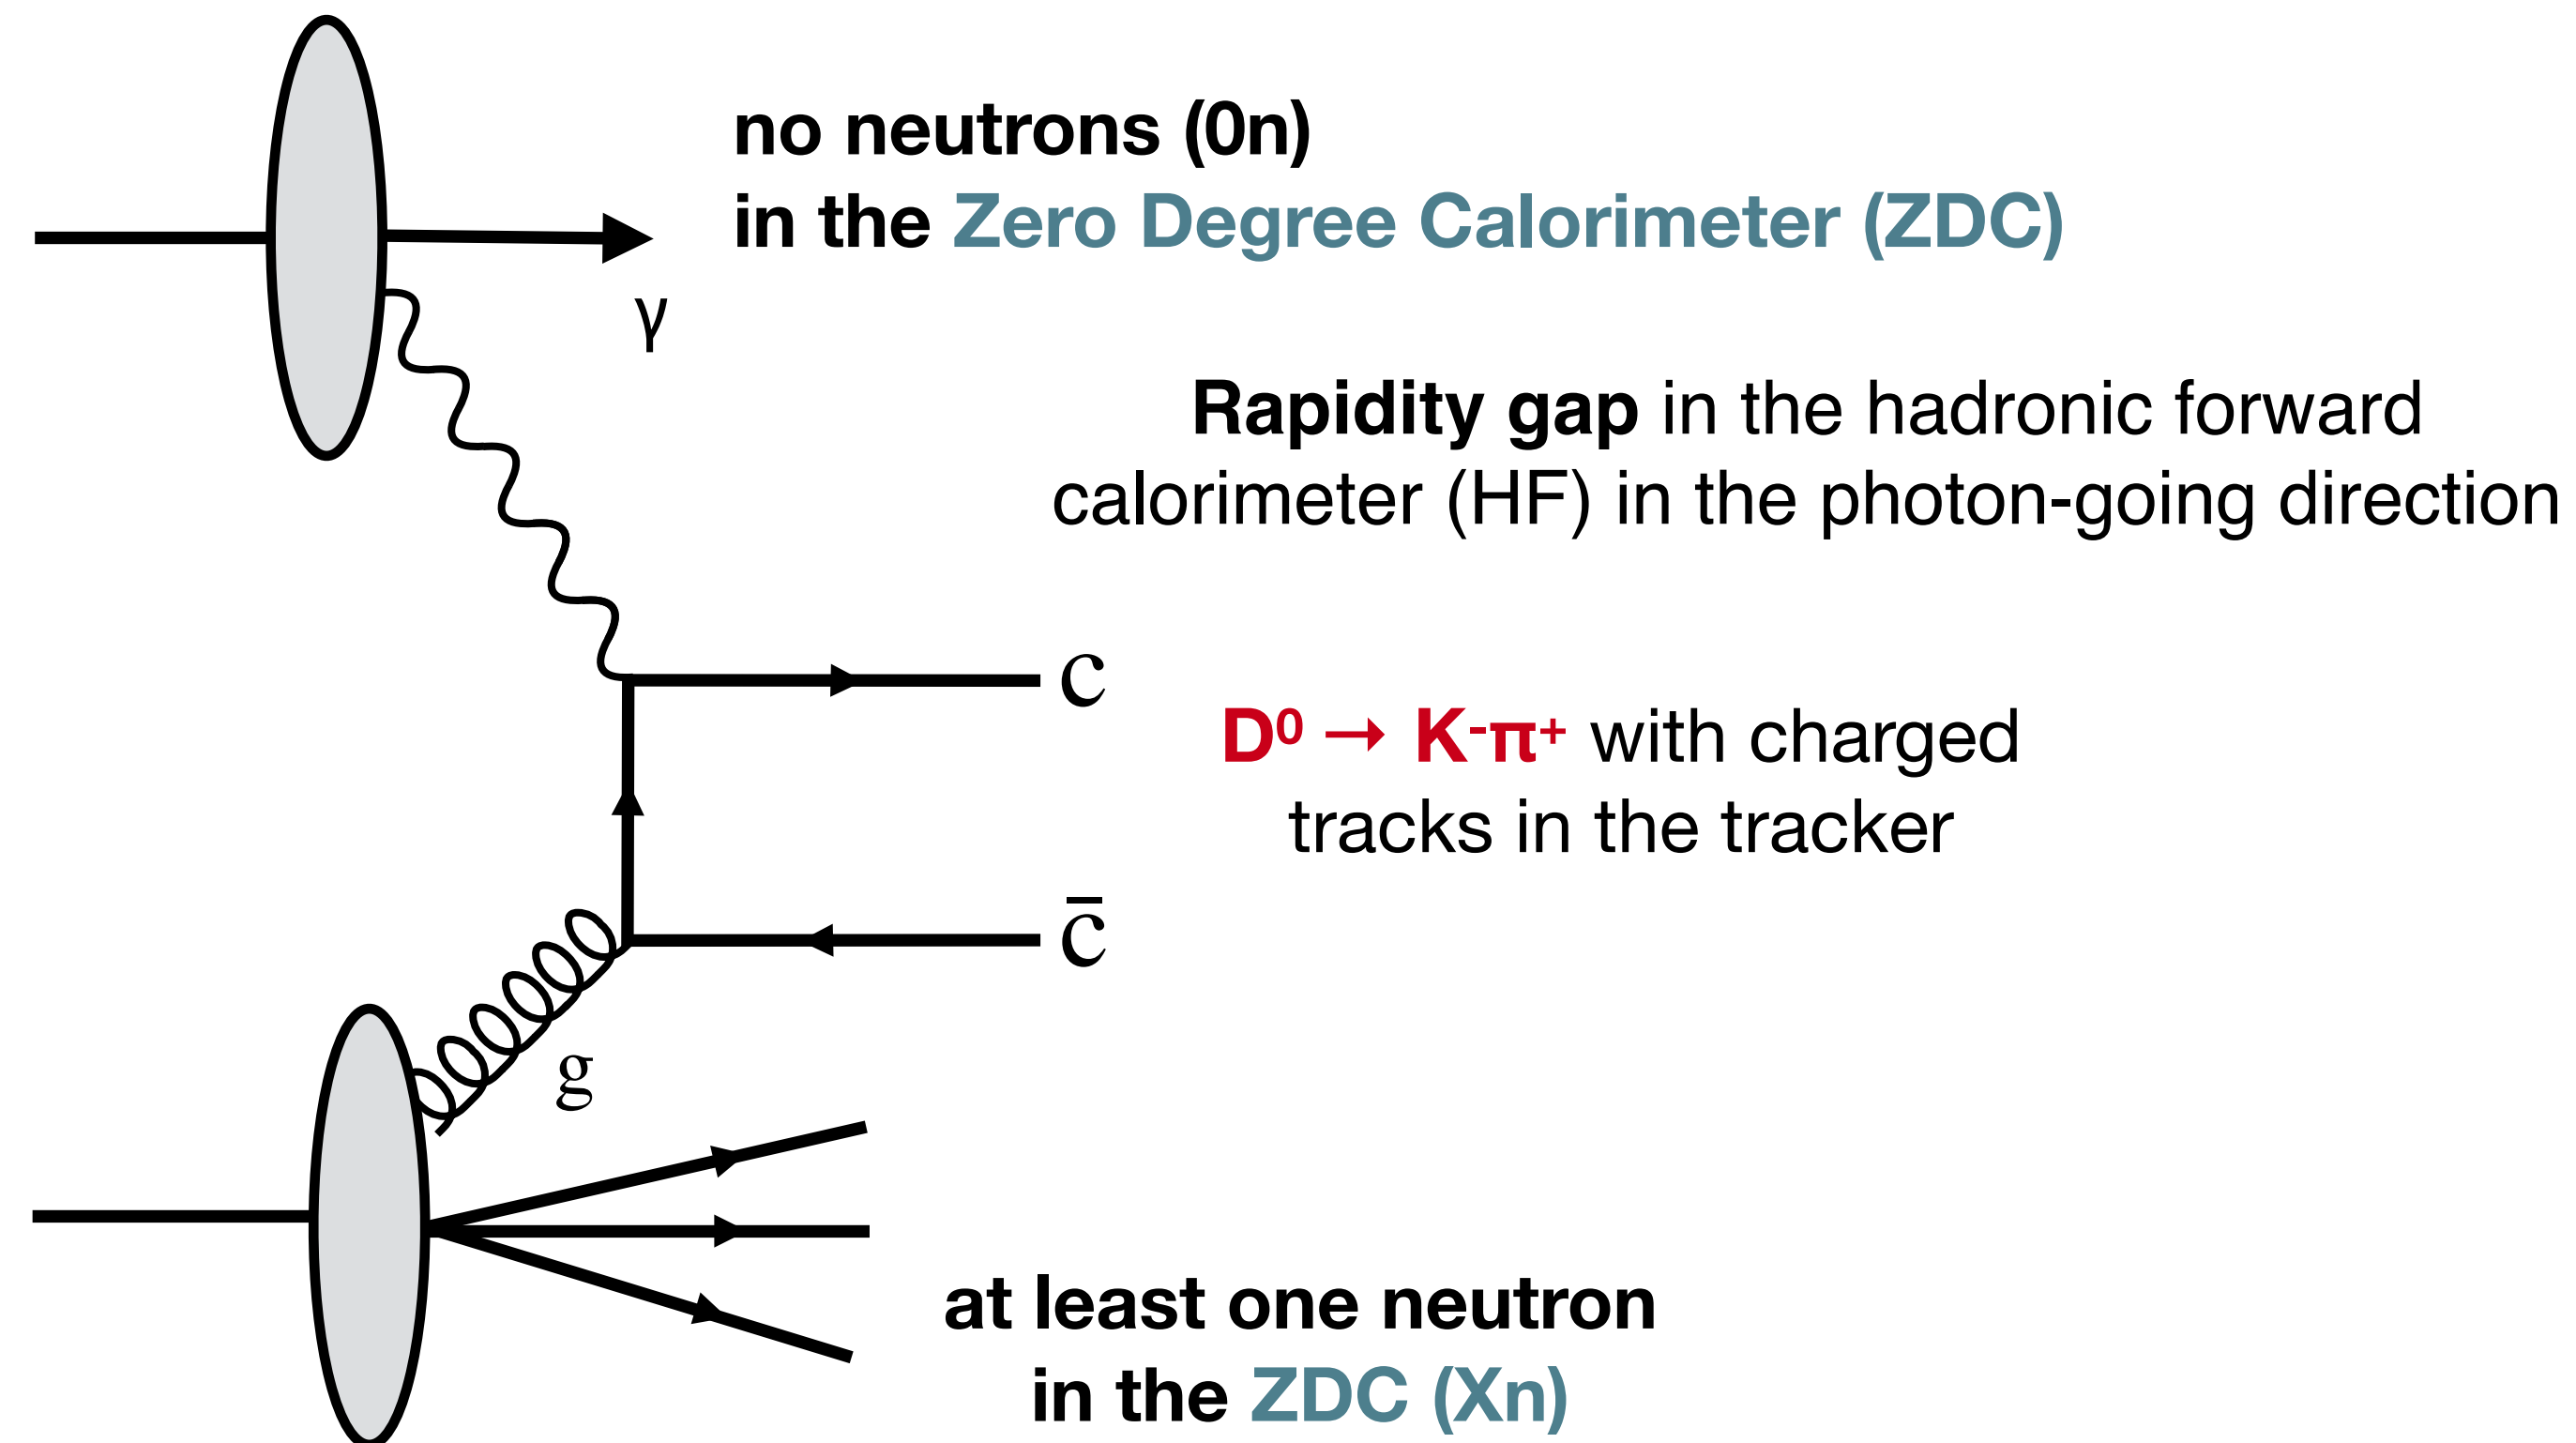 no neutrons (0n)
in the Zero Degree Calorimeter (ZDC)
γ
Rapidity gap in the hadronic forward
calorimeter (HF) in the photon-going direction
c
D⁰ → K⁻π⁺ with charged
tracks in the tracker
c̄
g
at least one neutron
in the ZDC (Xn)